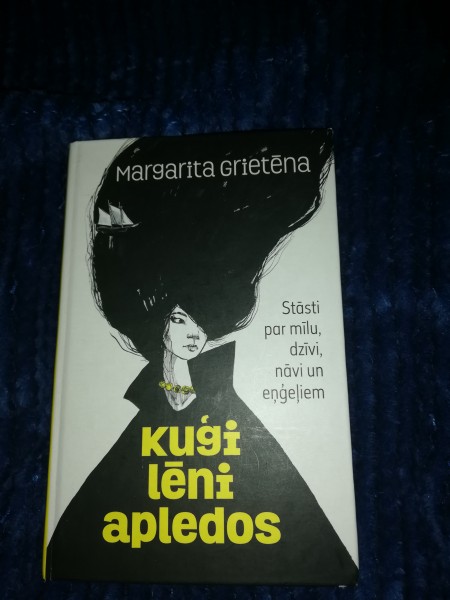 Margarita Grietēna
Stāsti
par mīlu,
dzīvi,
nāvi un
eņģeļiem
Kuģi
lēni
apledos